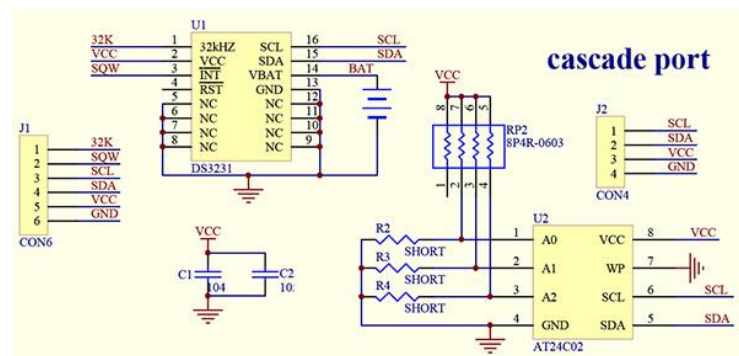 cascade port
U1
32K 1 32kHZ SCL 16 SCL
VCC 2 VCC SDA 15 SDA
SQW 3 INT VBAT 14 BAT
4 RST GND 13
5 NC NC 12
6 NC NC 11
7 NC NC 10
8 NC NC 9
DS3231
J1
1 32K
2 SQW
3 SCL
4 SDA
5 VCC
6 GND
CON6
VCC
C1 104
C2
VCC
8 7 6 5
RP2
8P4R-0603
1 2 3 4
J2
1 SCL
2 SDA
3 VCC
4 GND
CON4
R2 SHORT
R3 SHORT
R4 SHORT
U2
1 A0 VCC 8 VCC
2 A1 WP 7
3 A2 SCL 6 SCL
4 GND SDA 5 SDA
AT24C02